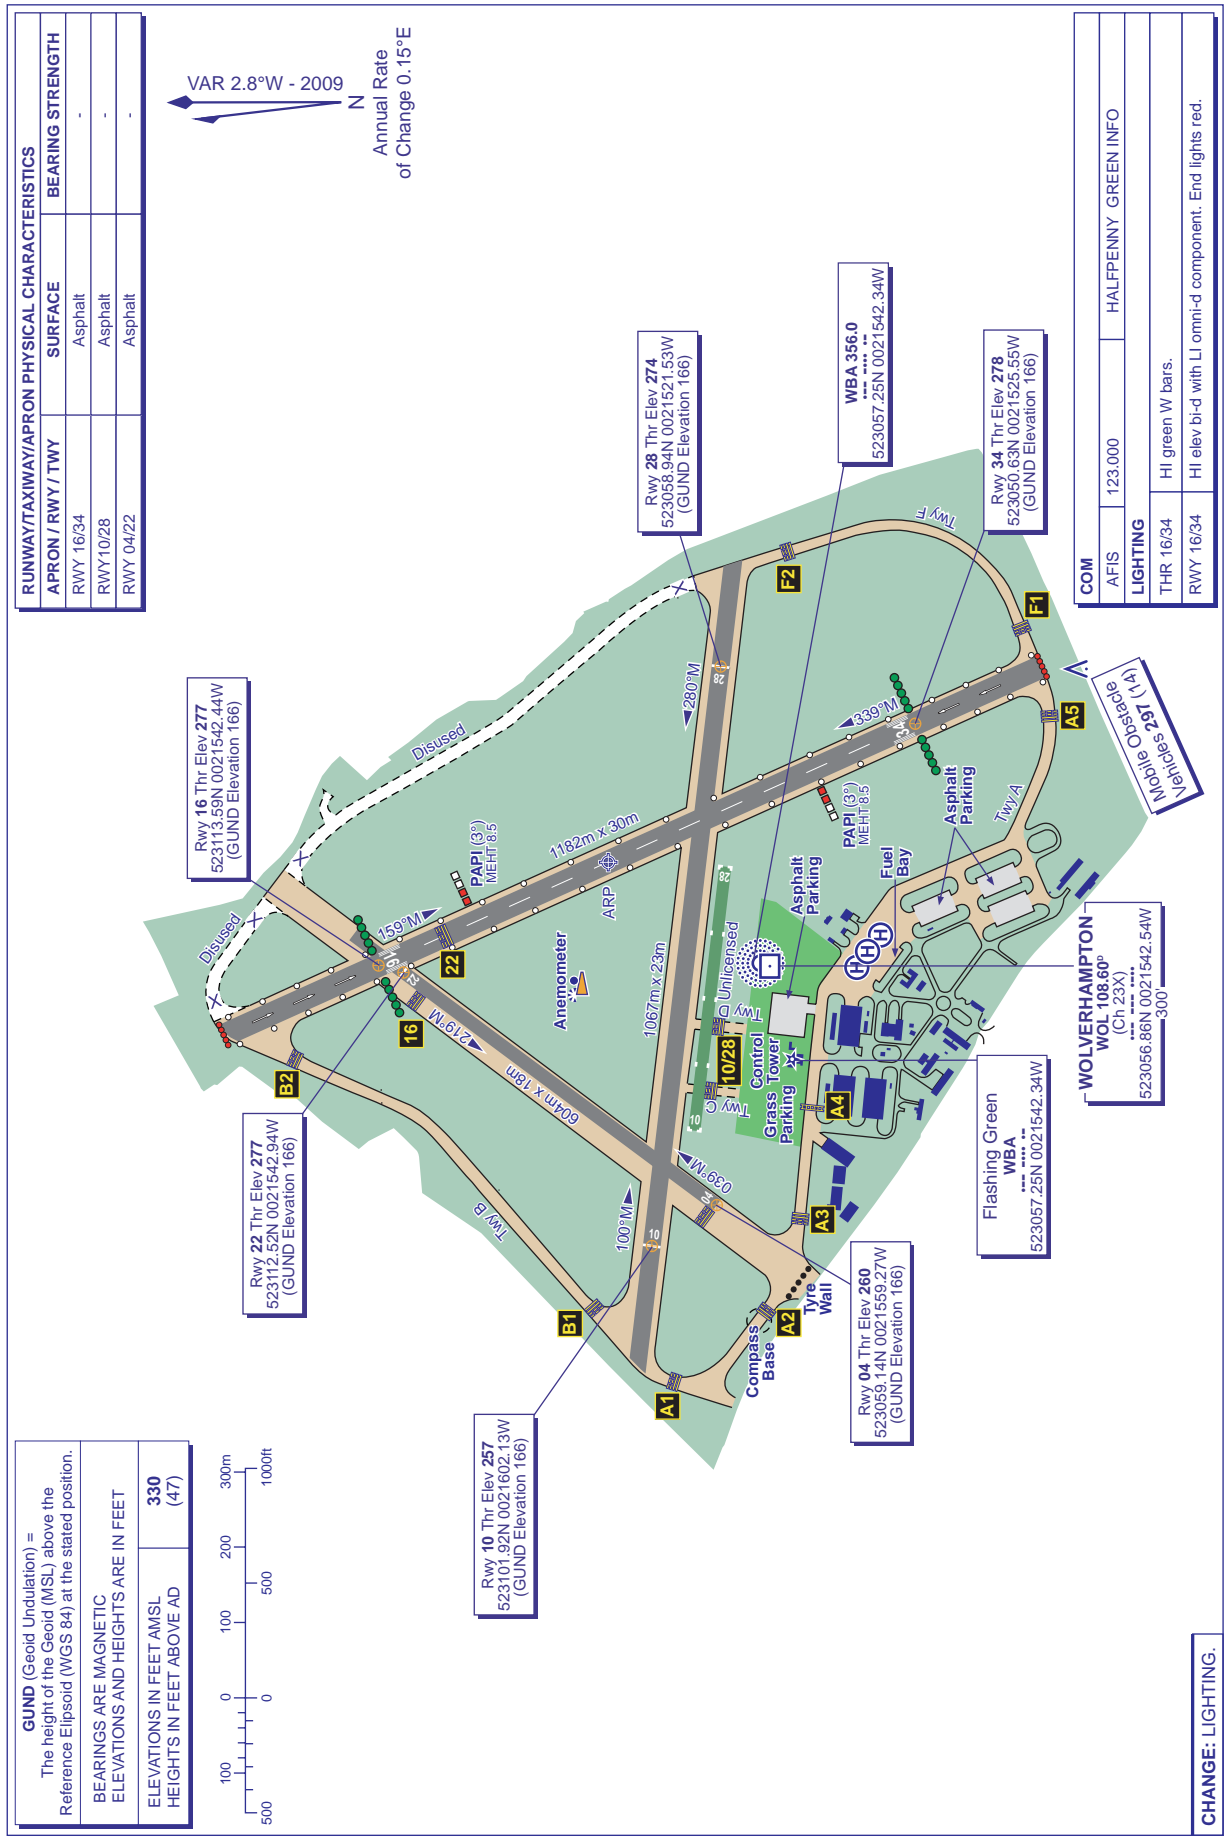 GUND (Geoid Undulation) =
The height of the Geoid (MSL) above the
Reference Elipsoid (WGS 84) at the stated position.
BEARINGS ARE MAGNETIC
ELEVATIONS AND HEIGHTS ARE IN FEET
ELEVATIONS IN FEET AMSL
HEIGHTS IN FEET ABOVE AD
330
(47)
100 0 100 200 300m
500 0 500 1000ft
RUNWAY/TAXIWAY/APRON PHYSICAL CHARACTERISTICS
APRON / RWY / TWY SURFACE BEARING STRENGTH
RWY 16/34 Asphalt -
RWY10/28 Asphalt -
RWY 04/22 Asphalt -
VAR 2.8°W - 2009
N
Annual Rate
of Change 0.15°E
Rwy 16 Thr Elev 277
523113.59N 0021542.44W
(GUND Elevation 166)
Rwy 22 Thr Elev 277
523112.52N 0021542.94W
(GUND Elevation 166)
Rwy 10 Thr Elev 257
523101.92N 0021602.13W
(GUND Elevation 166)
Rwy 28 Thr Elev 274
523058.94N 0021521.53W
(GUND Elevation 166)
WBA 356.0
523057.25N 0021542.34W
Rwy 34 Thr Elev 278
523050.63N 0021525.55W
(GUND Elevation 166)
Rwy 04 Thr Elev 260
523059.14N 0021559.27W
(GUND Elevation 166)
Flashing Green
WBA
523057.25N 0021542.34W
WOLVERHAMPTON
WOL 108.60°
(Ch 23X)
523056.86N 0021542.54W
300'
Disused
Disused
B2
16
22
159°M
16
22
219°M
PAPI (3°)
MEHT 8.5
1182m x 30m
ARP
Anemometer
604m x 18m
Twy B
B1
100°M
10
1067m x 23m
280°M
28
A1
039°M
04
10
28
Unlicensed
Twy C
Twy D
10/28
Compass
Base
A2
Tyre
Wall
A3
A4
Grass
Parking
Control
Tower
Asphalt
Parking
H
H
H
Fuel
Bay
PAPI (3°)
MEHT 8.5
339°M
34
Asphalt
Parking
Twy A
A5
F1
F2
Twy F
Mobile Obstacle
Vehicles 297 (14)
COM
AFIS 123.000 HALFPENNY GREEN INFO
LIGHTING
THR 16/34 HI green W bars.
RWY 16/34 HI elev bi-d with LI omni-d component. End lights red.
CHANGE: LIGHTING.